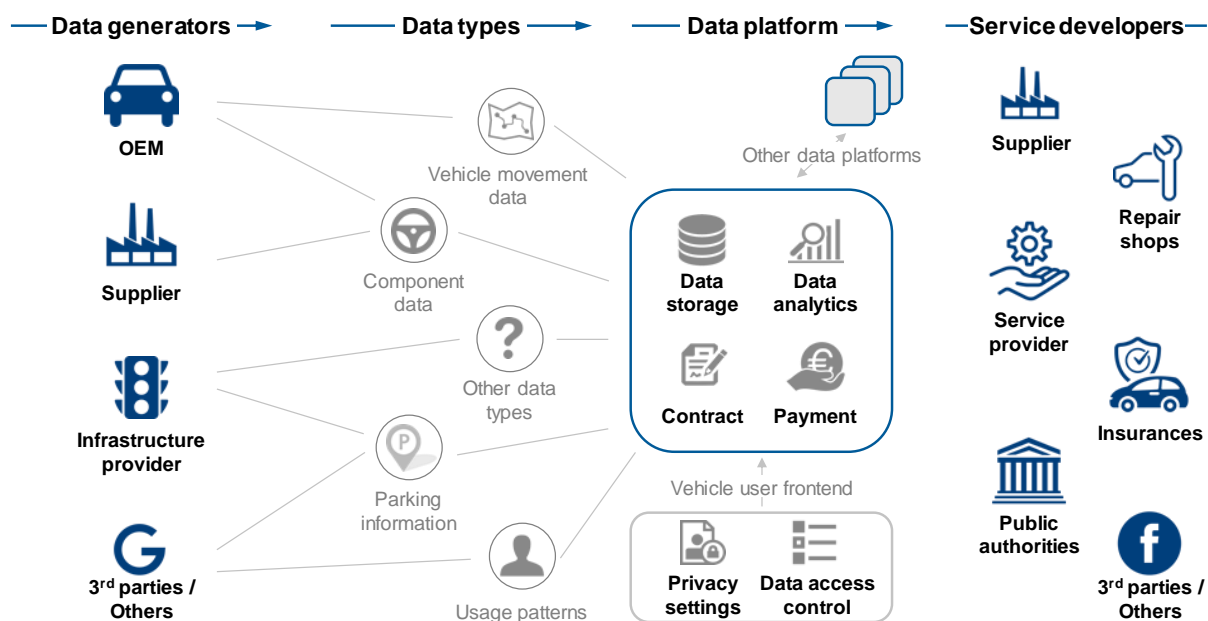 Data generators
Data types
Data platform
Service developers
OEM
Supplier
Infrastructure
provider
G
3rd parties /
Others
Vehicle movement
data
Component
data
?
Other data
types
P
Parking
information
Usage patterns
Other data platforms
Data
storage
Data
analytics
Contract
€
Payment
Vehicle user frontend
Privacy
settings
Data access
control
Supplier
Repair
shops
Service
provider
Insurances
Public
authorities
f
3rd parties /
Others